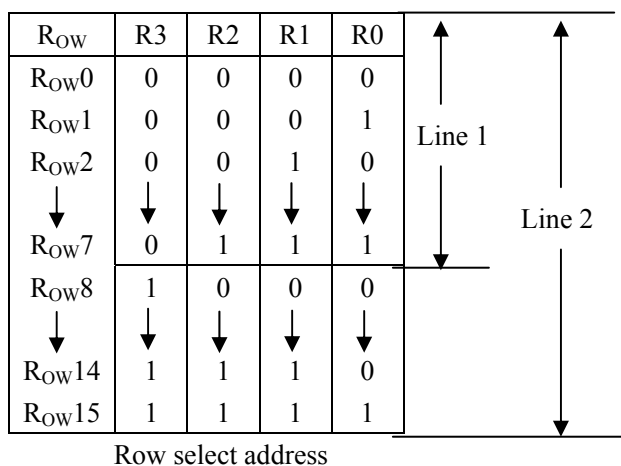 ROW R3 R2 R1 R0
ROW0 0 0 0 0
ROW1 0 0 0 1
Line 1
ROW2 0 0 1 0
Line 2
ROW7 0 1 1 1
ROW8 1 0 0 0
ROW14 1 1 1 0
ROW15 1 1 1 1
Row select address